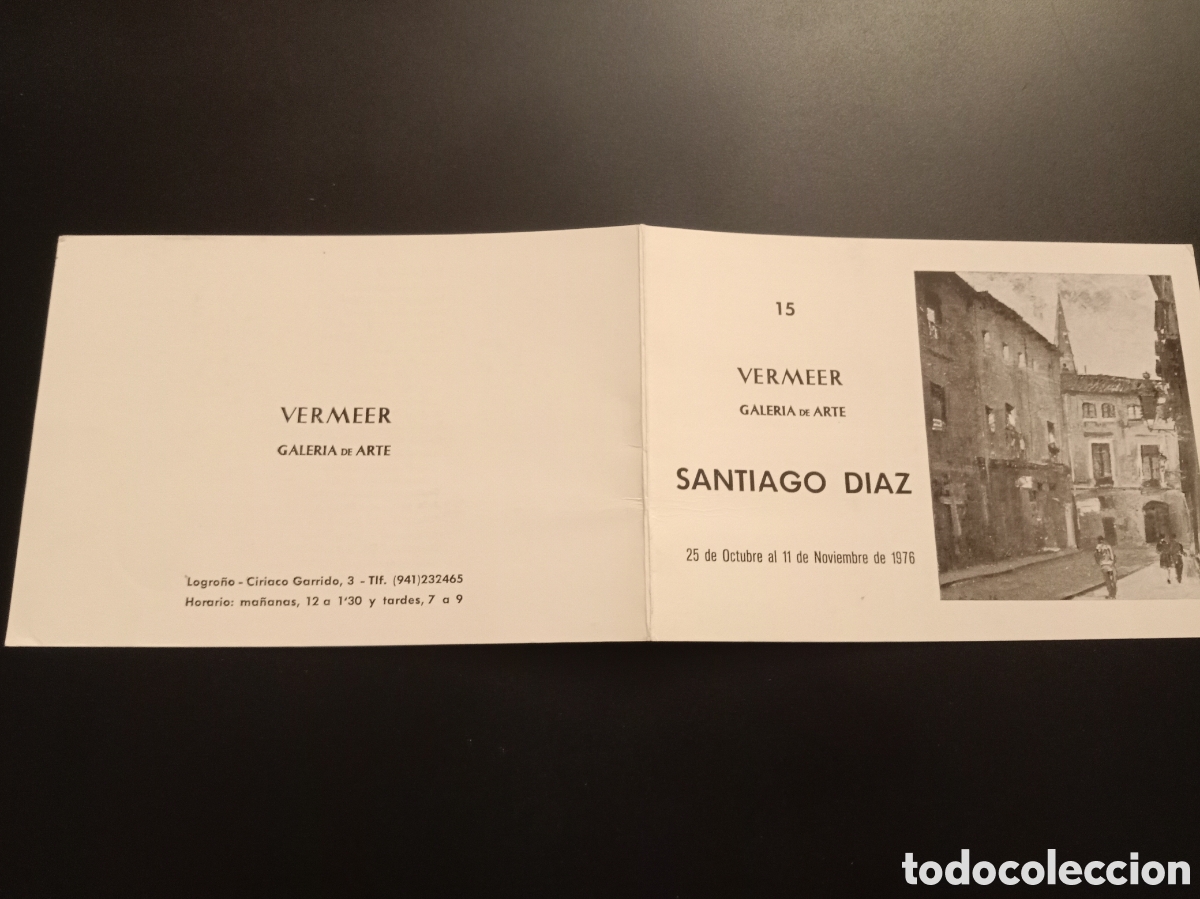 VERMEER
GALERIA DE ARTE
Logroño - Ciriaco Garrido, 3 - Tlf. (941)232465
Horario: mañanas, 12 a 1'30 y tardes, 7 a 9
15
VERMEER
GALERIA DE ARTE
SANTIAGO DIAZ
25 de Octubre al 11 de Noviembre de 1976
todocoleccion